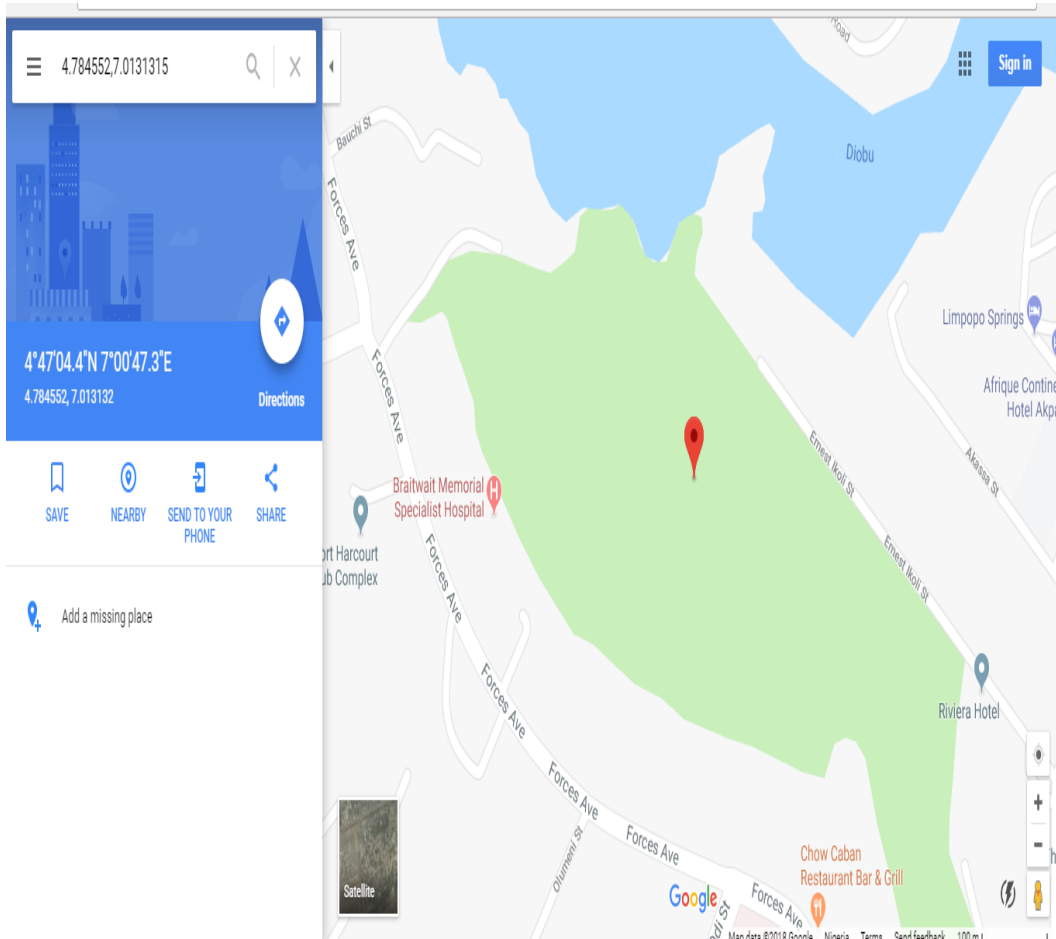 4.784552,7.0131315
4°47'04.4"N 7°00'47.3"E
4.784552, 7.013132
Directions
SAVE
NEARBY
SEND TO YOUR
PHONE
SHARE
Add a missing place
Sign in
Road
Bauchi St
Diobu
Forces Ave
Limpopo Springs
Forces Ave
Afrique Contine
Hotel Akpa
Ernest Ikoli St
Akassa St
Braitwait Memorial
Specialist Hospital
ort Harcourt
ub Complex
Forces Ave
Ernest Ikoli St
Forces Ave
Riviera Hotel
Forces Ave
Olumeni St
Forces Ave
Chow Caban
Restaurant Bar & Grill
Satellite
Google
Forces Ave
di St
Map data ©2018 Google Nigeria Terms Send feedback 100 m